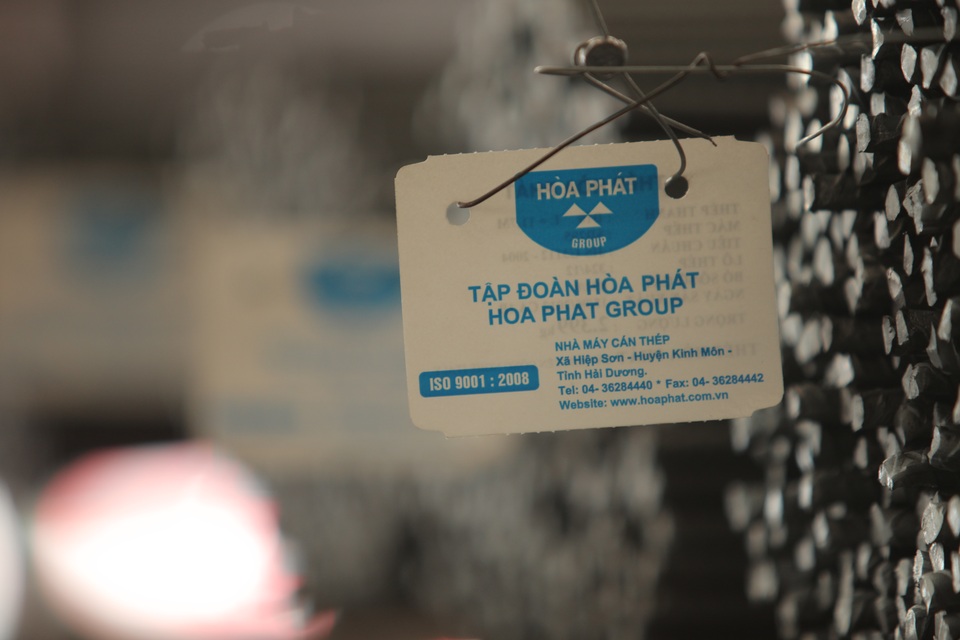 HÒA PHÁT
GROUP
TẬP ĐOÀN HÒA PHÁT
HOA PHAT GROUP
NHÀ MÁY CÁN THÉP
Xã Hiệp Sơn - Huyện Kinh Môn -
Tỉnh Hải Dương.
ISO 9001 : 2008
Tel: 04- 36284440 * Fax: 04- 36284442
Website: www.hoaphat.com.vn